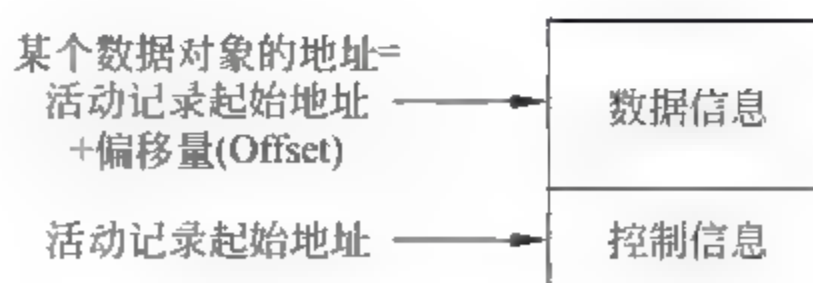 某个数据对象的地址=
活动记录起始地址
+偏移量(Offset)
数据信息
活动记录起始地址
控制信息